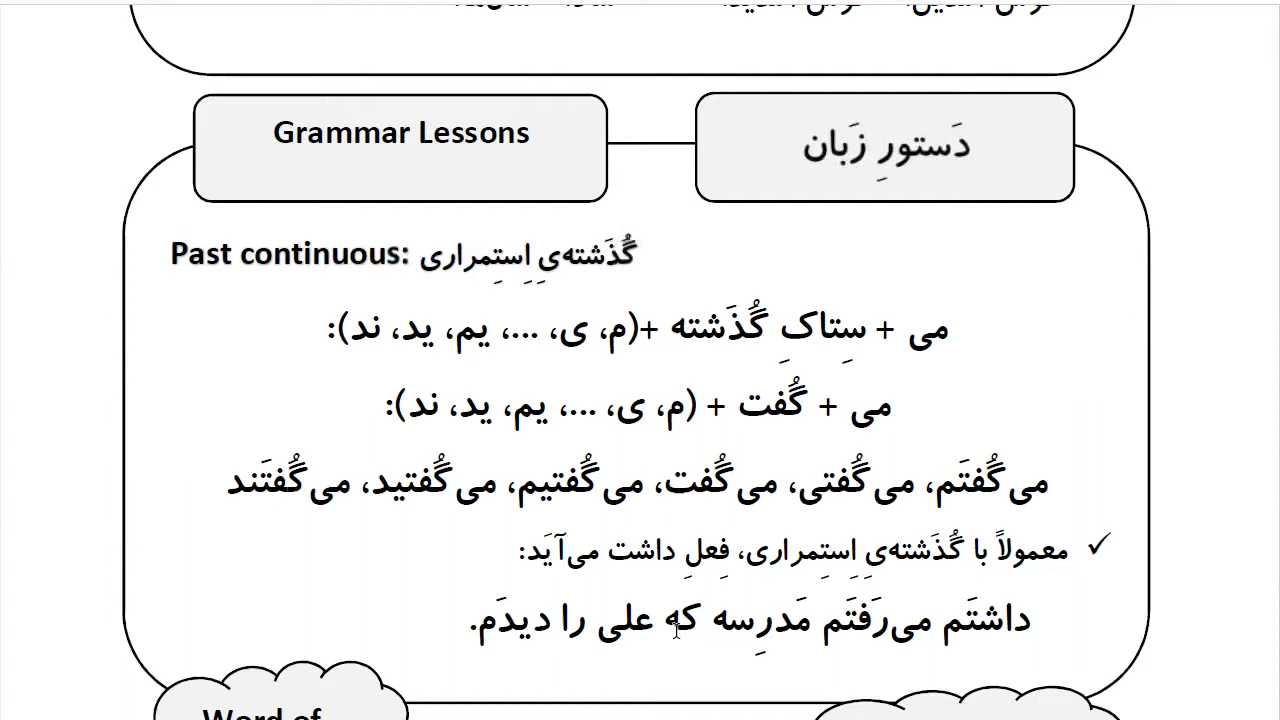 Grammar Lessons
دَستورِ زَبان
Past continuous: گُذَشته‌یِ اِستِمراری
می + سِتاکِ گُذَشته +(م، ی، ...، یم، ید، ند):
می + گُفت + (م، ی، ...، یم، ید، ند):
می‌گُفتَم، می‌گُفتی، می‌گُفت، می‌گُفتیم، می‌گُفتید، می‌گُفتَند
✓ معمولاً با گُذَشته‌یِ اِستِمراری، فِعلِ داشت می‌آیَد:
داشتَم می‌رَفتَم مَدرِسه که علی را دیدَم.
Word of